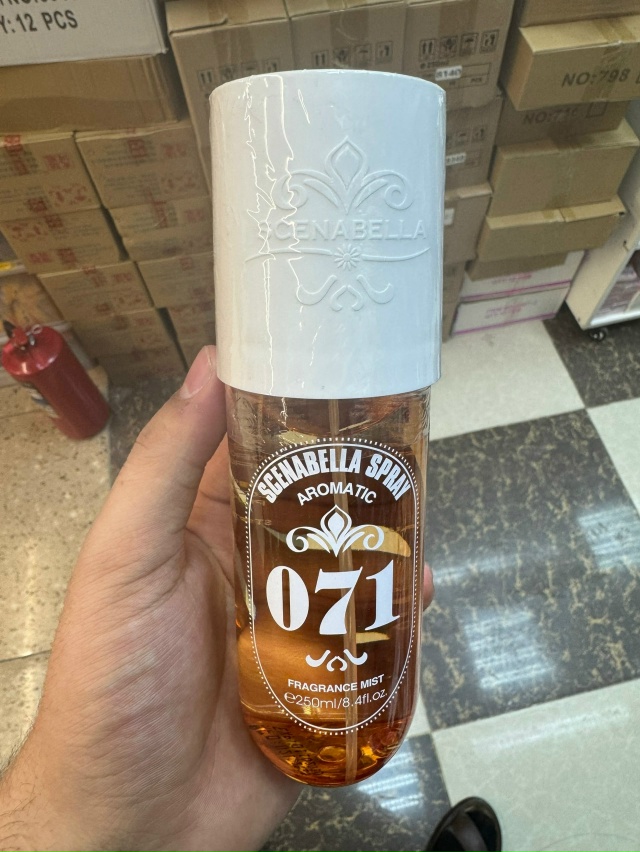 Y:12 PCS
NO:798
SCENABELLA
SCENABELLA SPRAY
AROMATIC
071
FRAGRANCE MIST
℮250ml/8.4fl.oz.